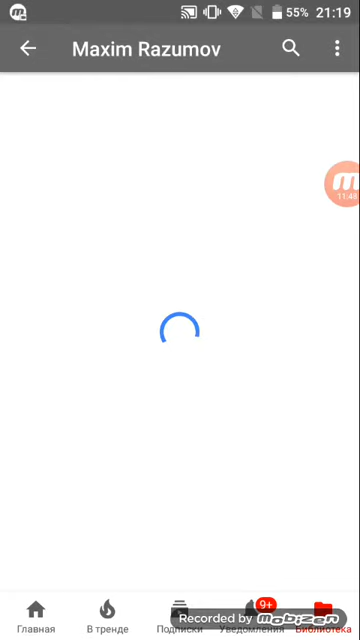 55% 21:19
Maxim Razumov
11:48
9+
Главная
В тренде
Подписки
Уведомления
Библиотека
Recorded by
mobizen